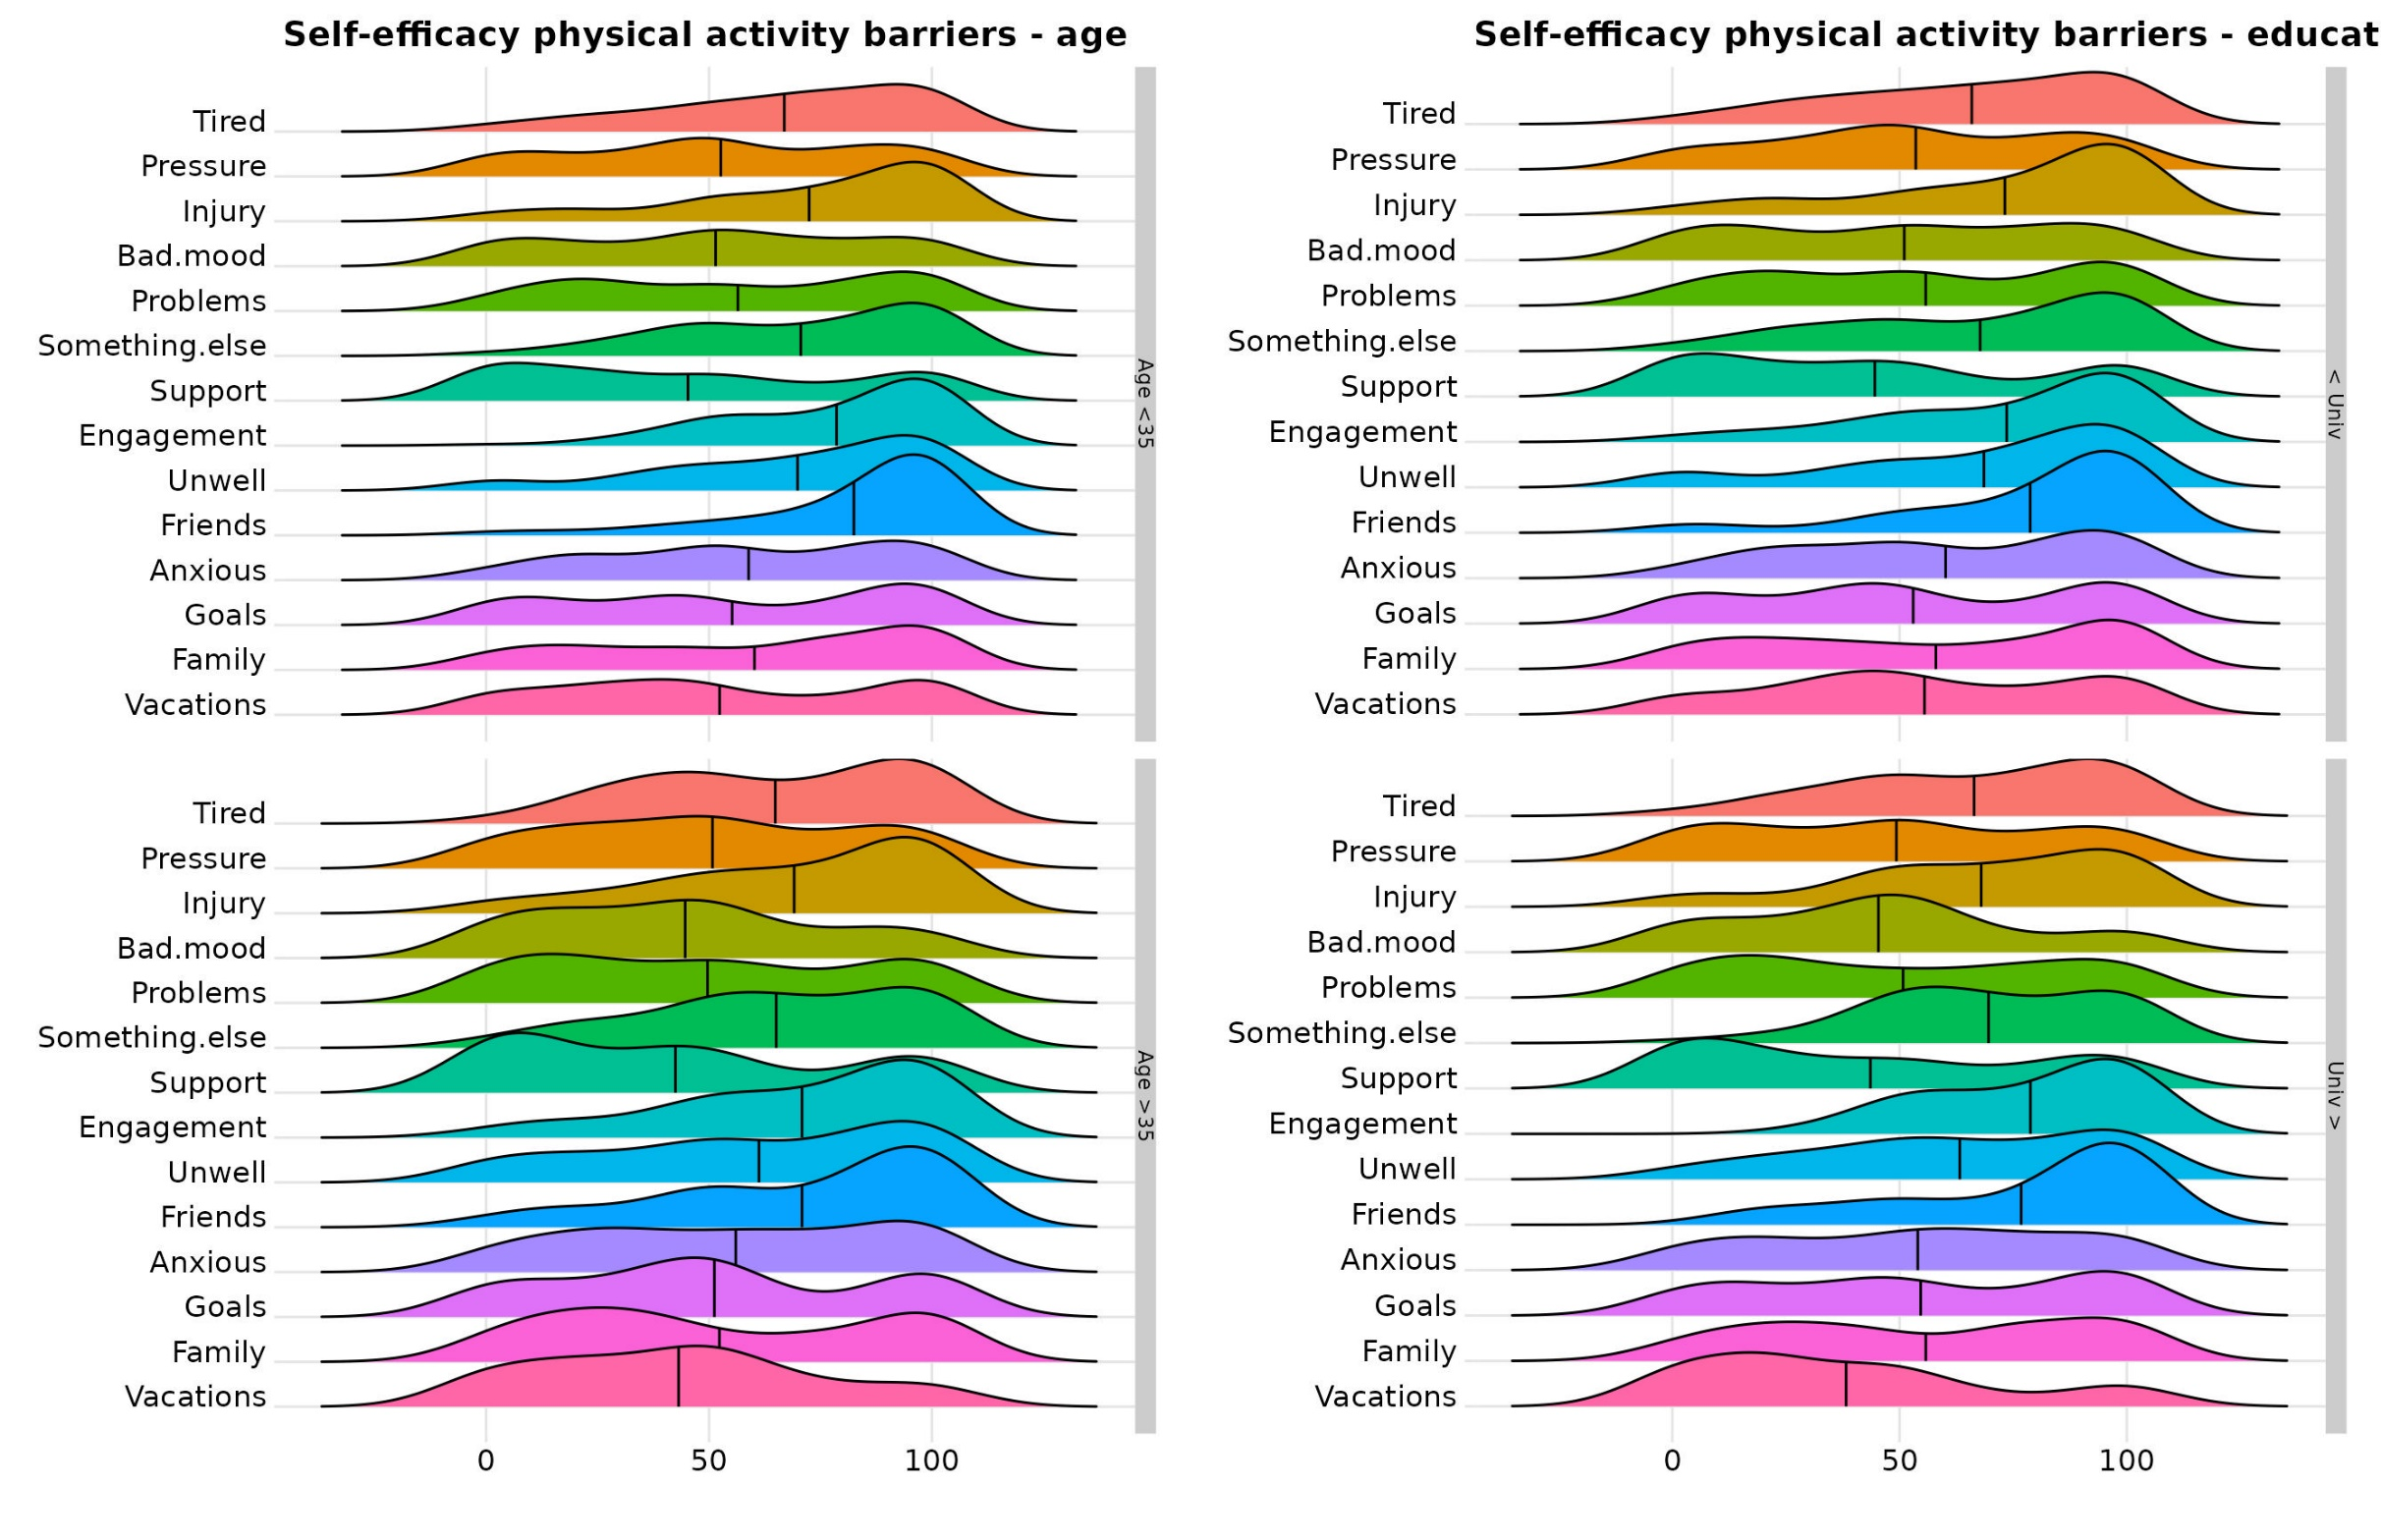 Self-efficacy physical activity barriers - age
Tired
Pressure
Injury
Bad.mood
Problems
Something.else
Support
Engagement
Unwell
Friends
Anxious
Goals
Family
Vacations
Age <35
Tired
Pressure
Injury
Bad.mood
Problems
Something.else
Support
Engagement
Unwell
Friends
Anxious
Goals
Family
Vacations
Age >35
0 50 100
Self-efficacy physical activity barriers - educat
Tired
Pressure
Injury
Bad.mood
Problems
Something.else
Support
Engagement
Unwell
Friends
Anxious
Goals
Family
Vacations
< Univ
Tired
Pressure
Injury
Bad.mood
Problems
Something.else
Support
Engagement
Unwell
Friends
Anxious
Goals
Family
Vacations
Univ >
0 50 100